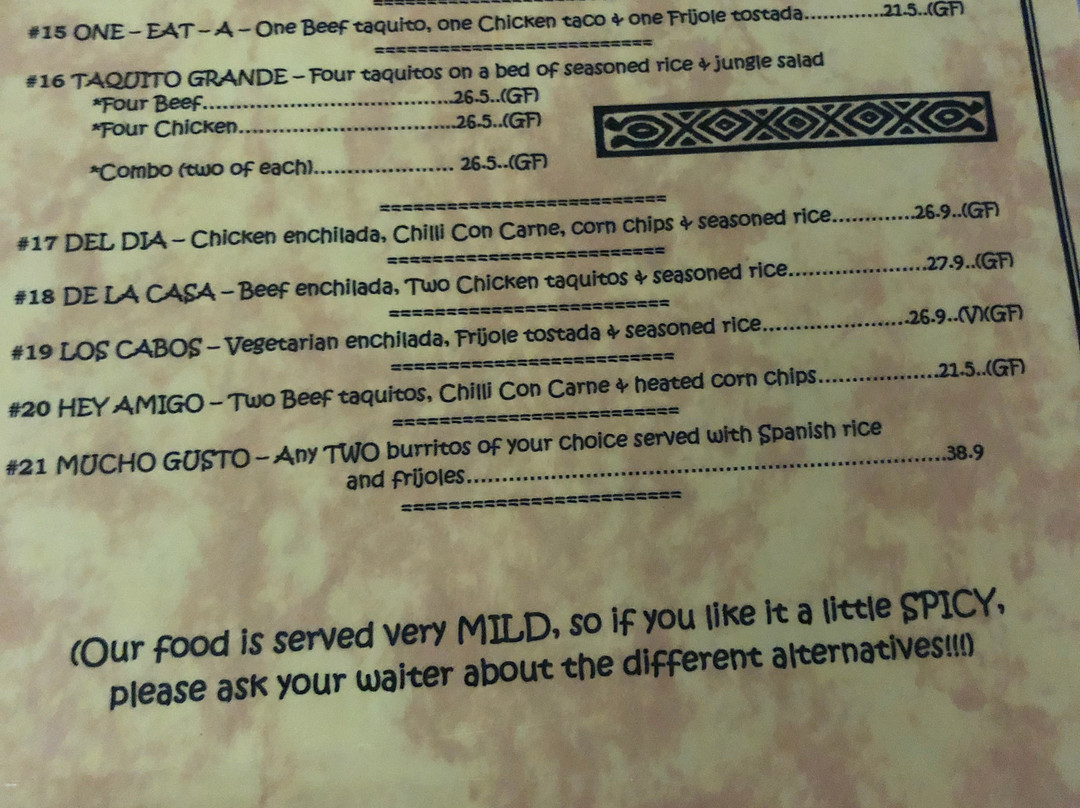 #15 ONE - EAT - A - One Beef taquito, one Chicken taco & one Frijole tostada.............21.5..(GF)
===========================
#16 TAQUITO GRANDE - Four taquitos on a bed of seasoned rice & jungle salad
*Four Beef.......................................26.5..(GF)
*Four Chicken..................................26.5..(GF)
*Combo (two of each)...................... 26.5..(GF)
===========================
#17 DEL DIA - Chicken enchilada, Chilli Con Carne, corn chips & seasoned rice.............26.9..(GF)
===========================
#18 DE LA CASA - Beef enchilada, Two Chicken taquitos & seasoned rice......................27.9..(GF)
===========================
#19 LOS CABOS - Vegetarian enchilada, Frijole tostada & seasoned rice.......................26.9..(V)(GF)
===========================
#20 HEY AMIGO - Two Beef taquitos, Chilli Con Carne & heated corn chips...................21.5..(GF)
===========================
#21 MUCHO GUSTO - Any TWO burritos of your choice served with Spanish rice
and frijoles...........................................................................38.9
===========================
(Our food is served very MILD, so if you like it a little SPICY,
please ask your waiter about the different alternatives!!!)